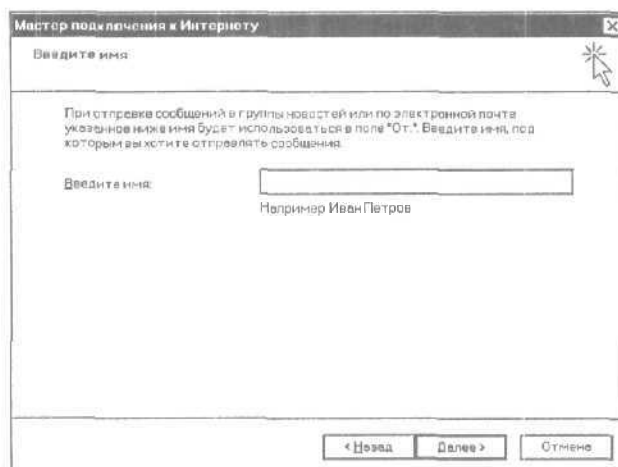 Мастер подключения к Интернету
Введите имя
При отправке сообщений в группы новостей или по электронной почте
указанное ниже имя будет использоваться в поле "От:". Введите имя, под
которым вы хотите отправлять сообщения.
Введите имя:
Например Иван Петров
< Назад
Далее >
Отмена